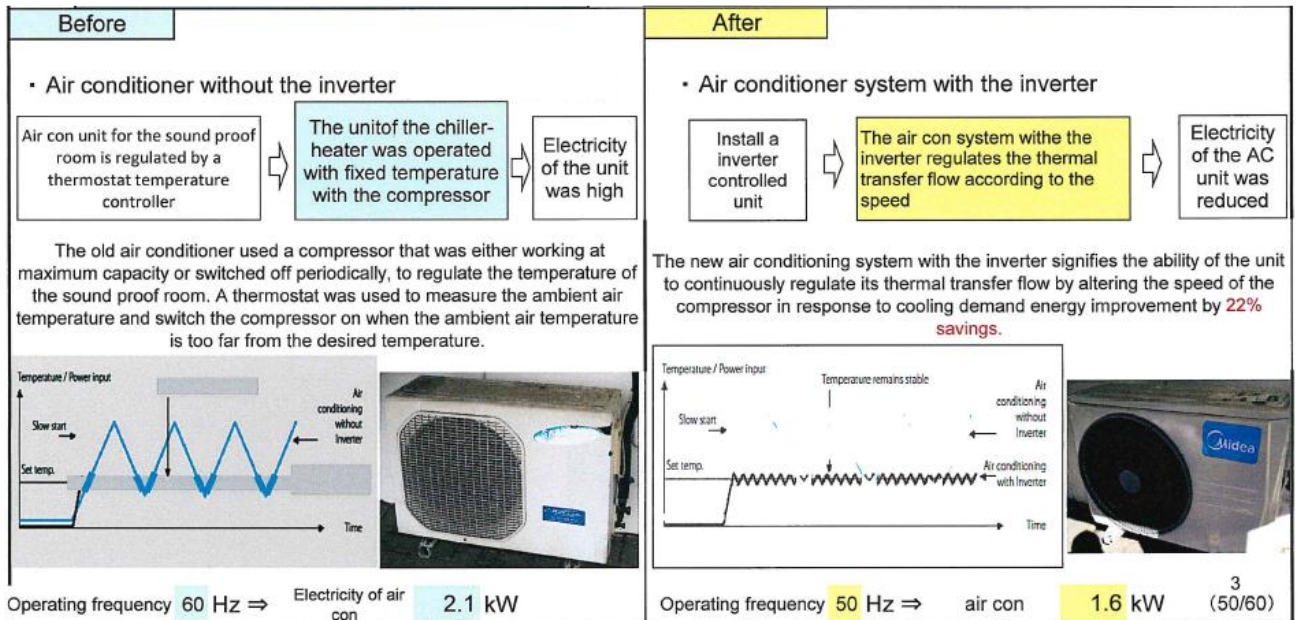 Before
· Air conditioner without the inverter
Air con unit for the sound proof
room is regulated by a
thermostat temperature
controller
The unitof the chiller-
heater was operated
with fixed temperature
with the compressor
Electricity
of the unit
was high
The old air conditioner used a compressor that was either working at
maximum capacity or switched off periodically, to regulate the temperature of
the sound proof room. A thermostat was used to measure the ambient air
temperature and switch the compressor on when the ambient air temperature
is too far from the desired temperature.
Temperature / Power input
Slow start
Set temp.
Air
conditioning
without
Inverter
Time
Operating frequency 60 Hz ⇒ Electricity of air
con 2.1 kW
After
· Air conditioner system with the inverter
Install a
inverter
controlled
unit
The air con system withe the
inverter regulates the thermal
transfer flow according to the
speed
Electricity
of the AC
unit was
reduced
The new air conditioning system with the inverter signifies the ability of the unit
to continuously regulate its thermal transfer flow by altering the speed of the
compressor in response to cooling demand energy improvement by 22%
savings.
Temperature / Power input
Temperature remains stable
Slow start
Set temp.
Air
conditioning
without
Inverter
Air conditioning
with Inverter
Time
Midea
Operating frequency 50 Hz ⇒ air con 1.6 kW 3
(50/60)